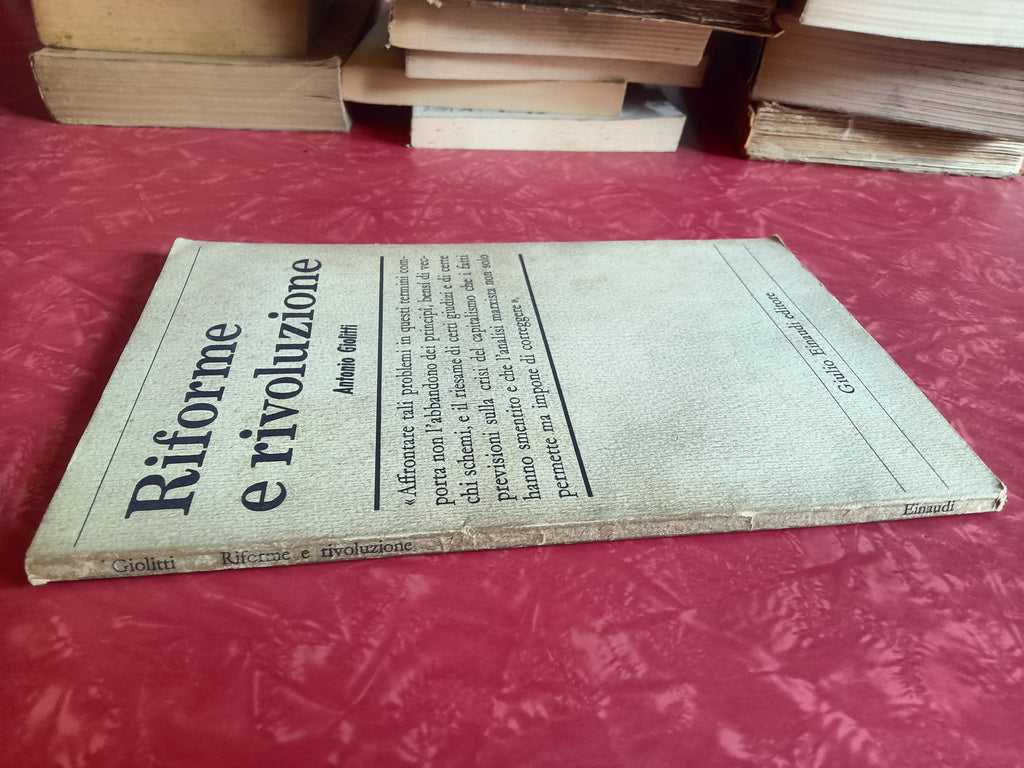 Riforme
e rivoluzione
Antonio Giolitti
«Affrontare tali problemi in questi termini com-
porta non l'abbandono dei principî, bensí di vec-
chi schemi, e il riesame di certi giudizi e di certe
previsioni sulla crisi del capitalismo che i fatti
hanno smentito e che l'analisi marxista non solo
permette ma impone di correggere».
Giulio Einaudi editore
Giolitti Riforme e rivoluzione Einaudi